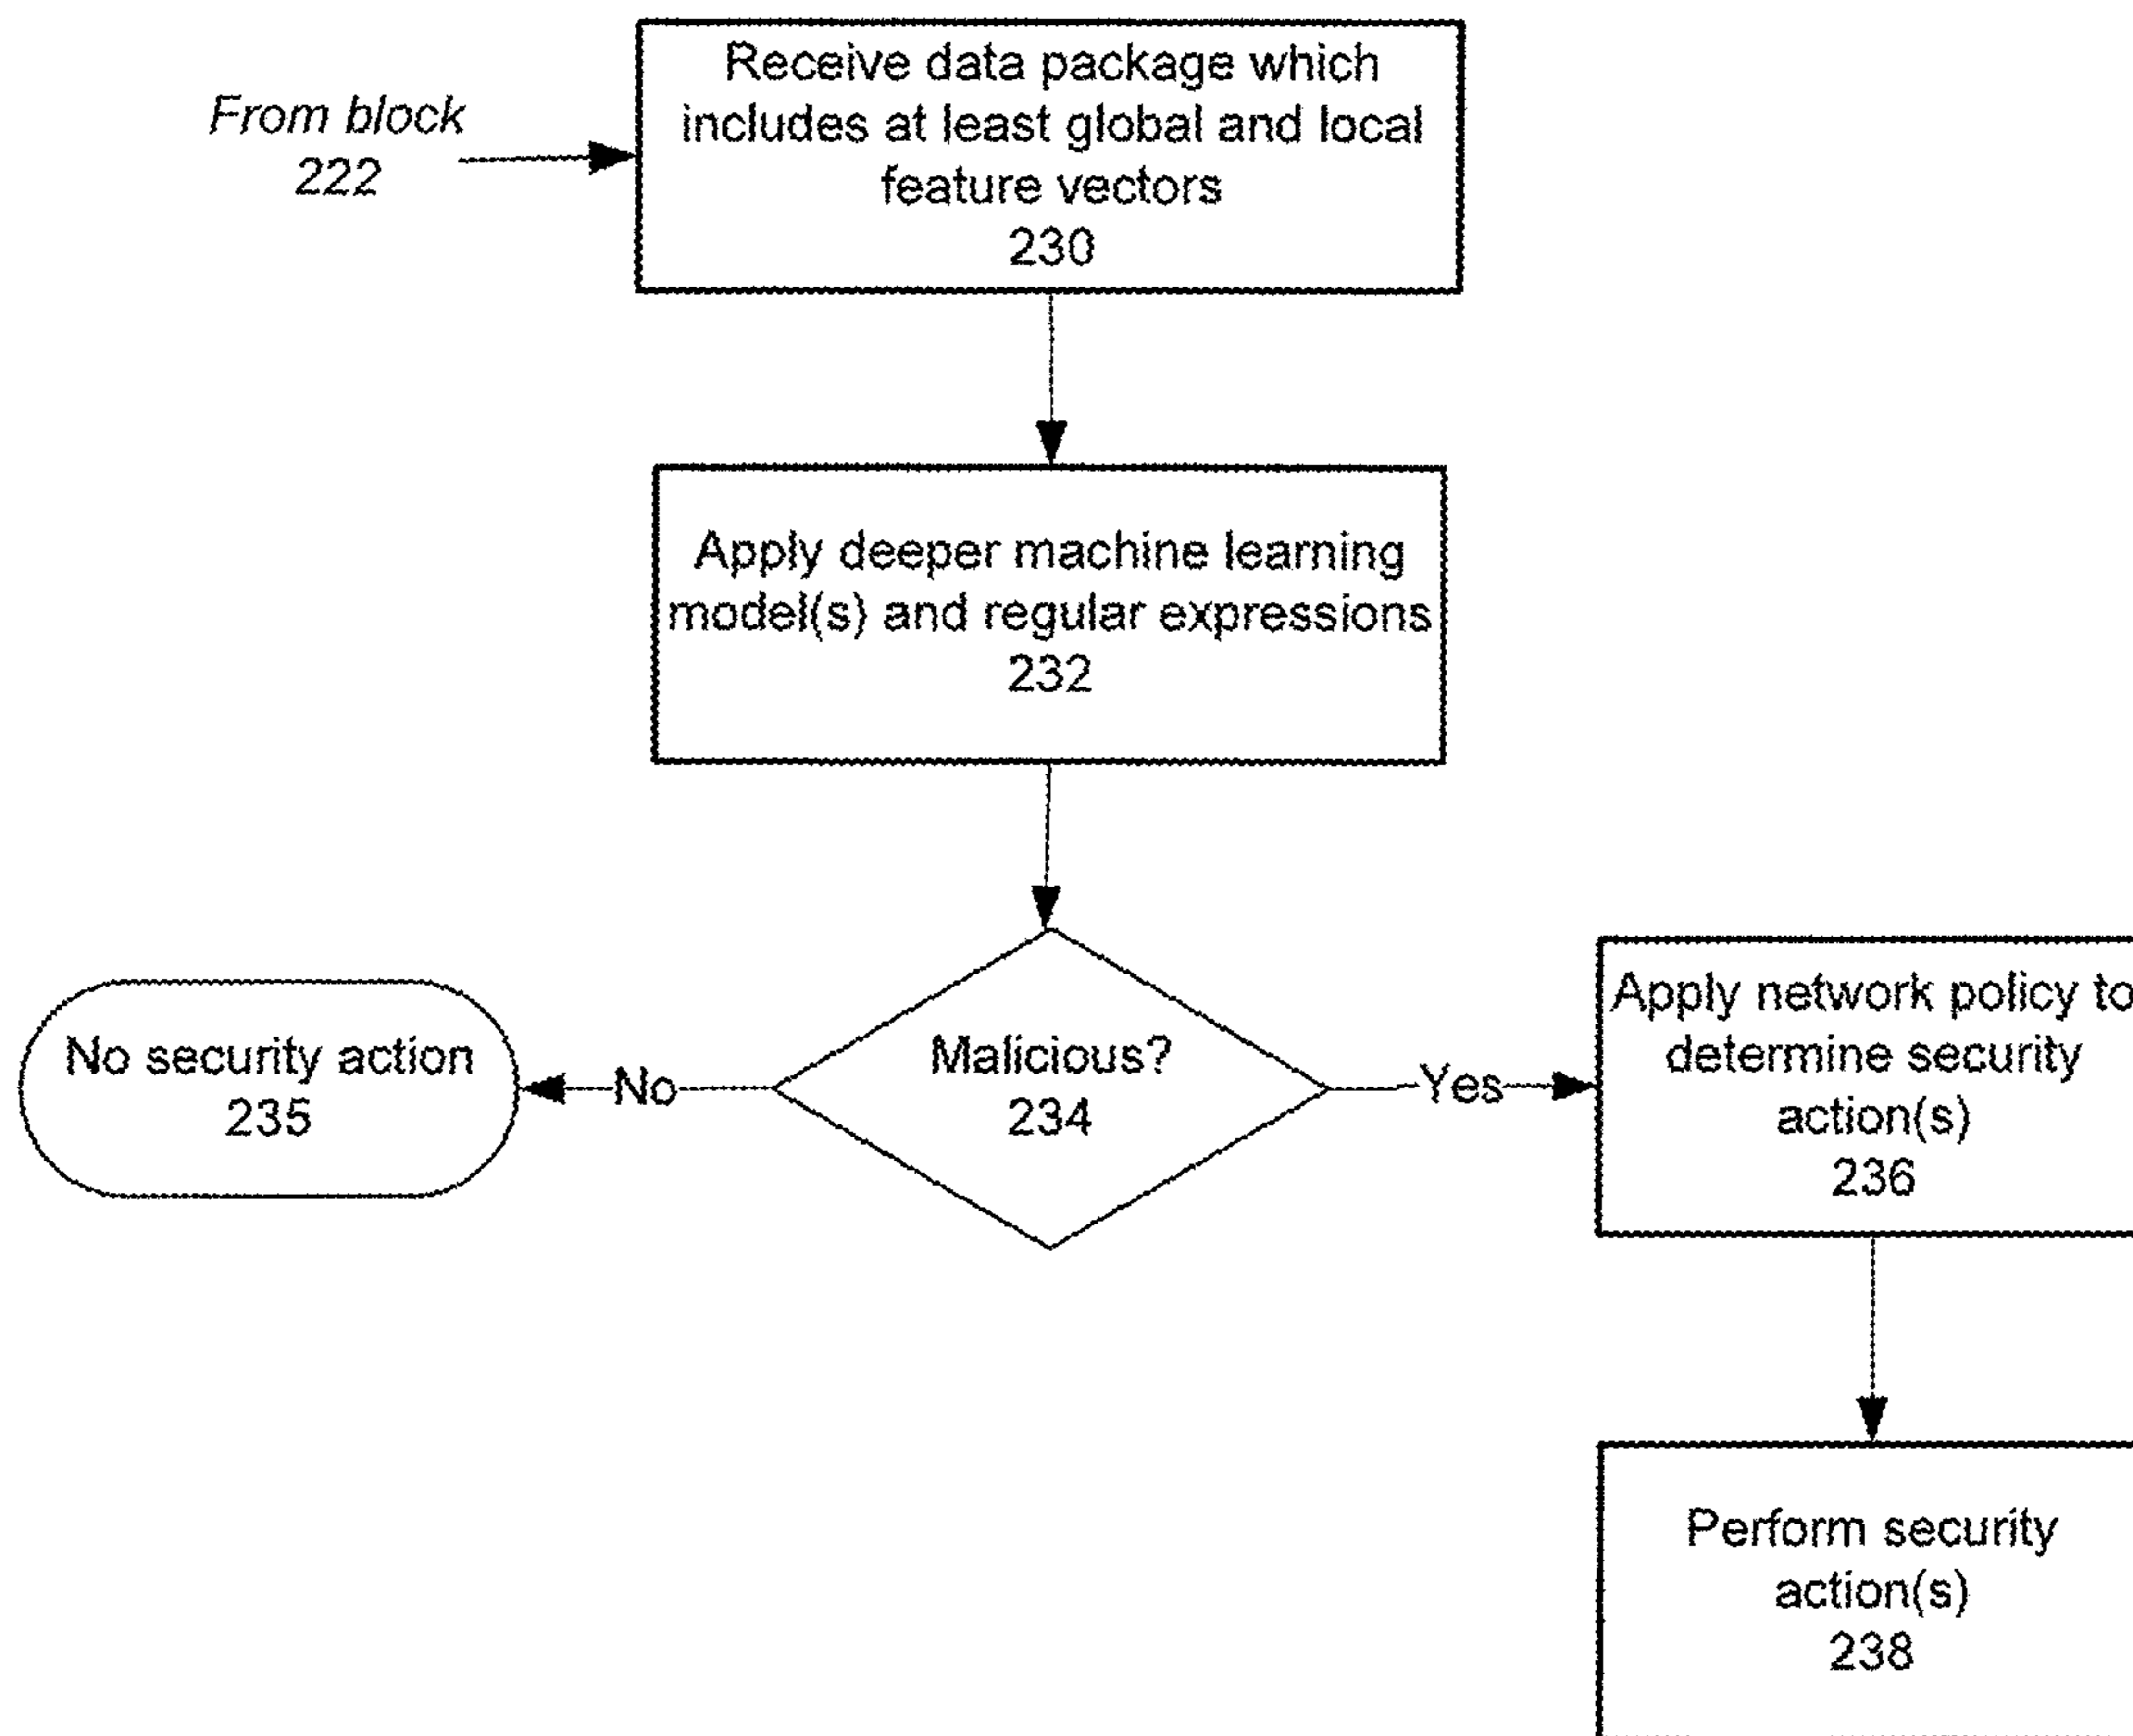 From block
222
Receive data package which
includes at least global and local
feature vectors
230
Apply deeper machine learning
model(s) and regular expressions
232
Malicious?
234
No
No security action
235
Yes
Apply network policy to
determine security
action(s)
236
Perform security
action(s)
238